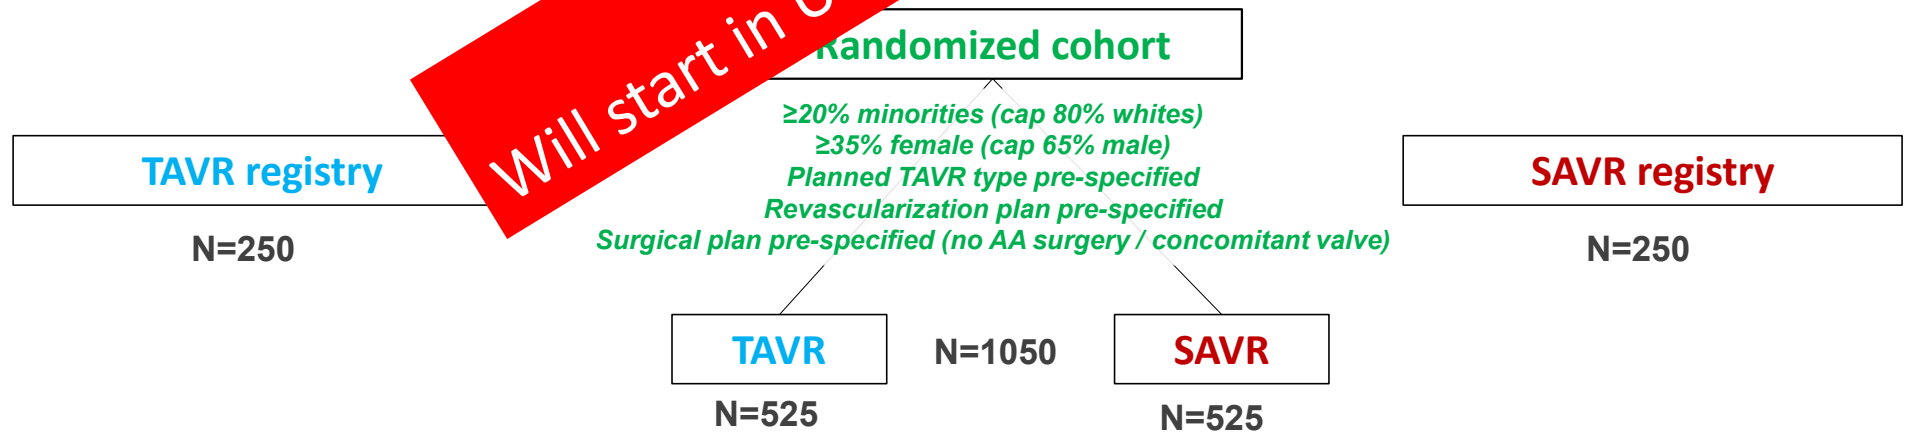 Will start in
Randomized cohort
≥20% minorities (cap 80% whites)
≥35% female (cap 65% male)
Planned TAVR type pre-specified
Revascularization plan pre-specified
Surgical plan pre-specified (no AA surgery / concomitant valve)
TAVR registry
N=250
SAVR registry
N=250
TAVR
N=1050
SAVR
N=525
N=525